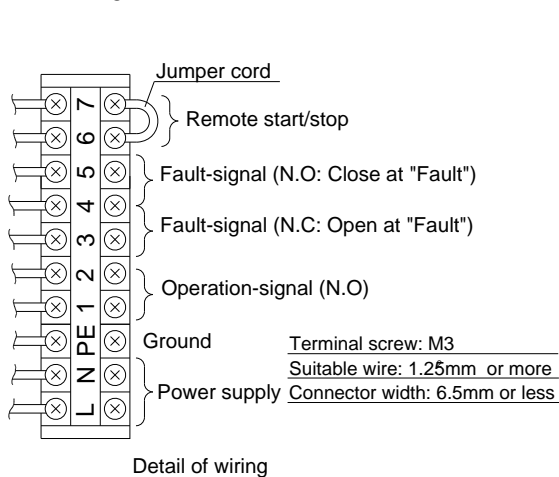 Jumper cord
7
Remote start/stop
6
5
Fault-signal (N.O: Close at "Fault")
4
Fault-signal (N.C: Open at "Fault")
3
2
Operation-signal (N.O)
1
PE
Ground
Terminal screw: M3
N
Suitable wire: 1.25mm² or more
Power supply
Connector width: 6.5mm or less
L
Detail of wiring